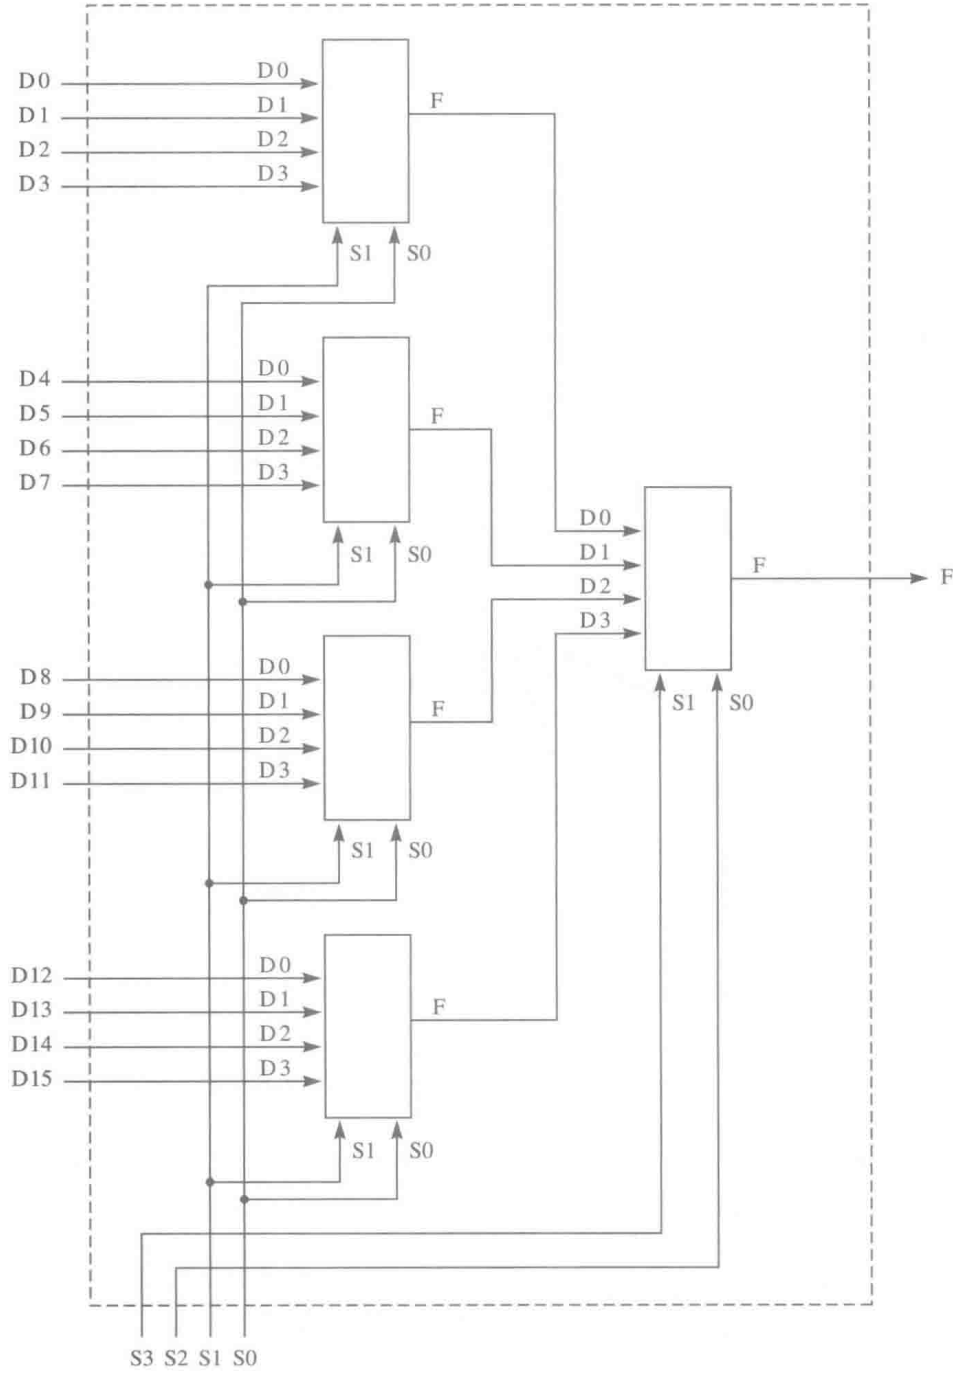 D0 D0
F
D1 D1
D2 D2
D3 D3
S1 S0
D4 D0
D5 D1
F
D6 D2
D7 D3
D0
S1 S0
D1
F
F
D2
D3
D8 D0
D9 D1
F
S1 S0
D10 D2
D11 D3
S1 S0
D12 D0
D13 D1
F
D14 D2
D15 D3
S1 S0
S3 S2 S1 S0